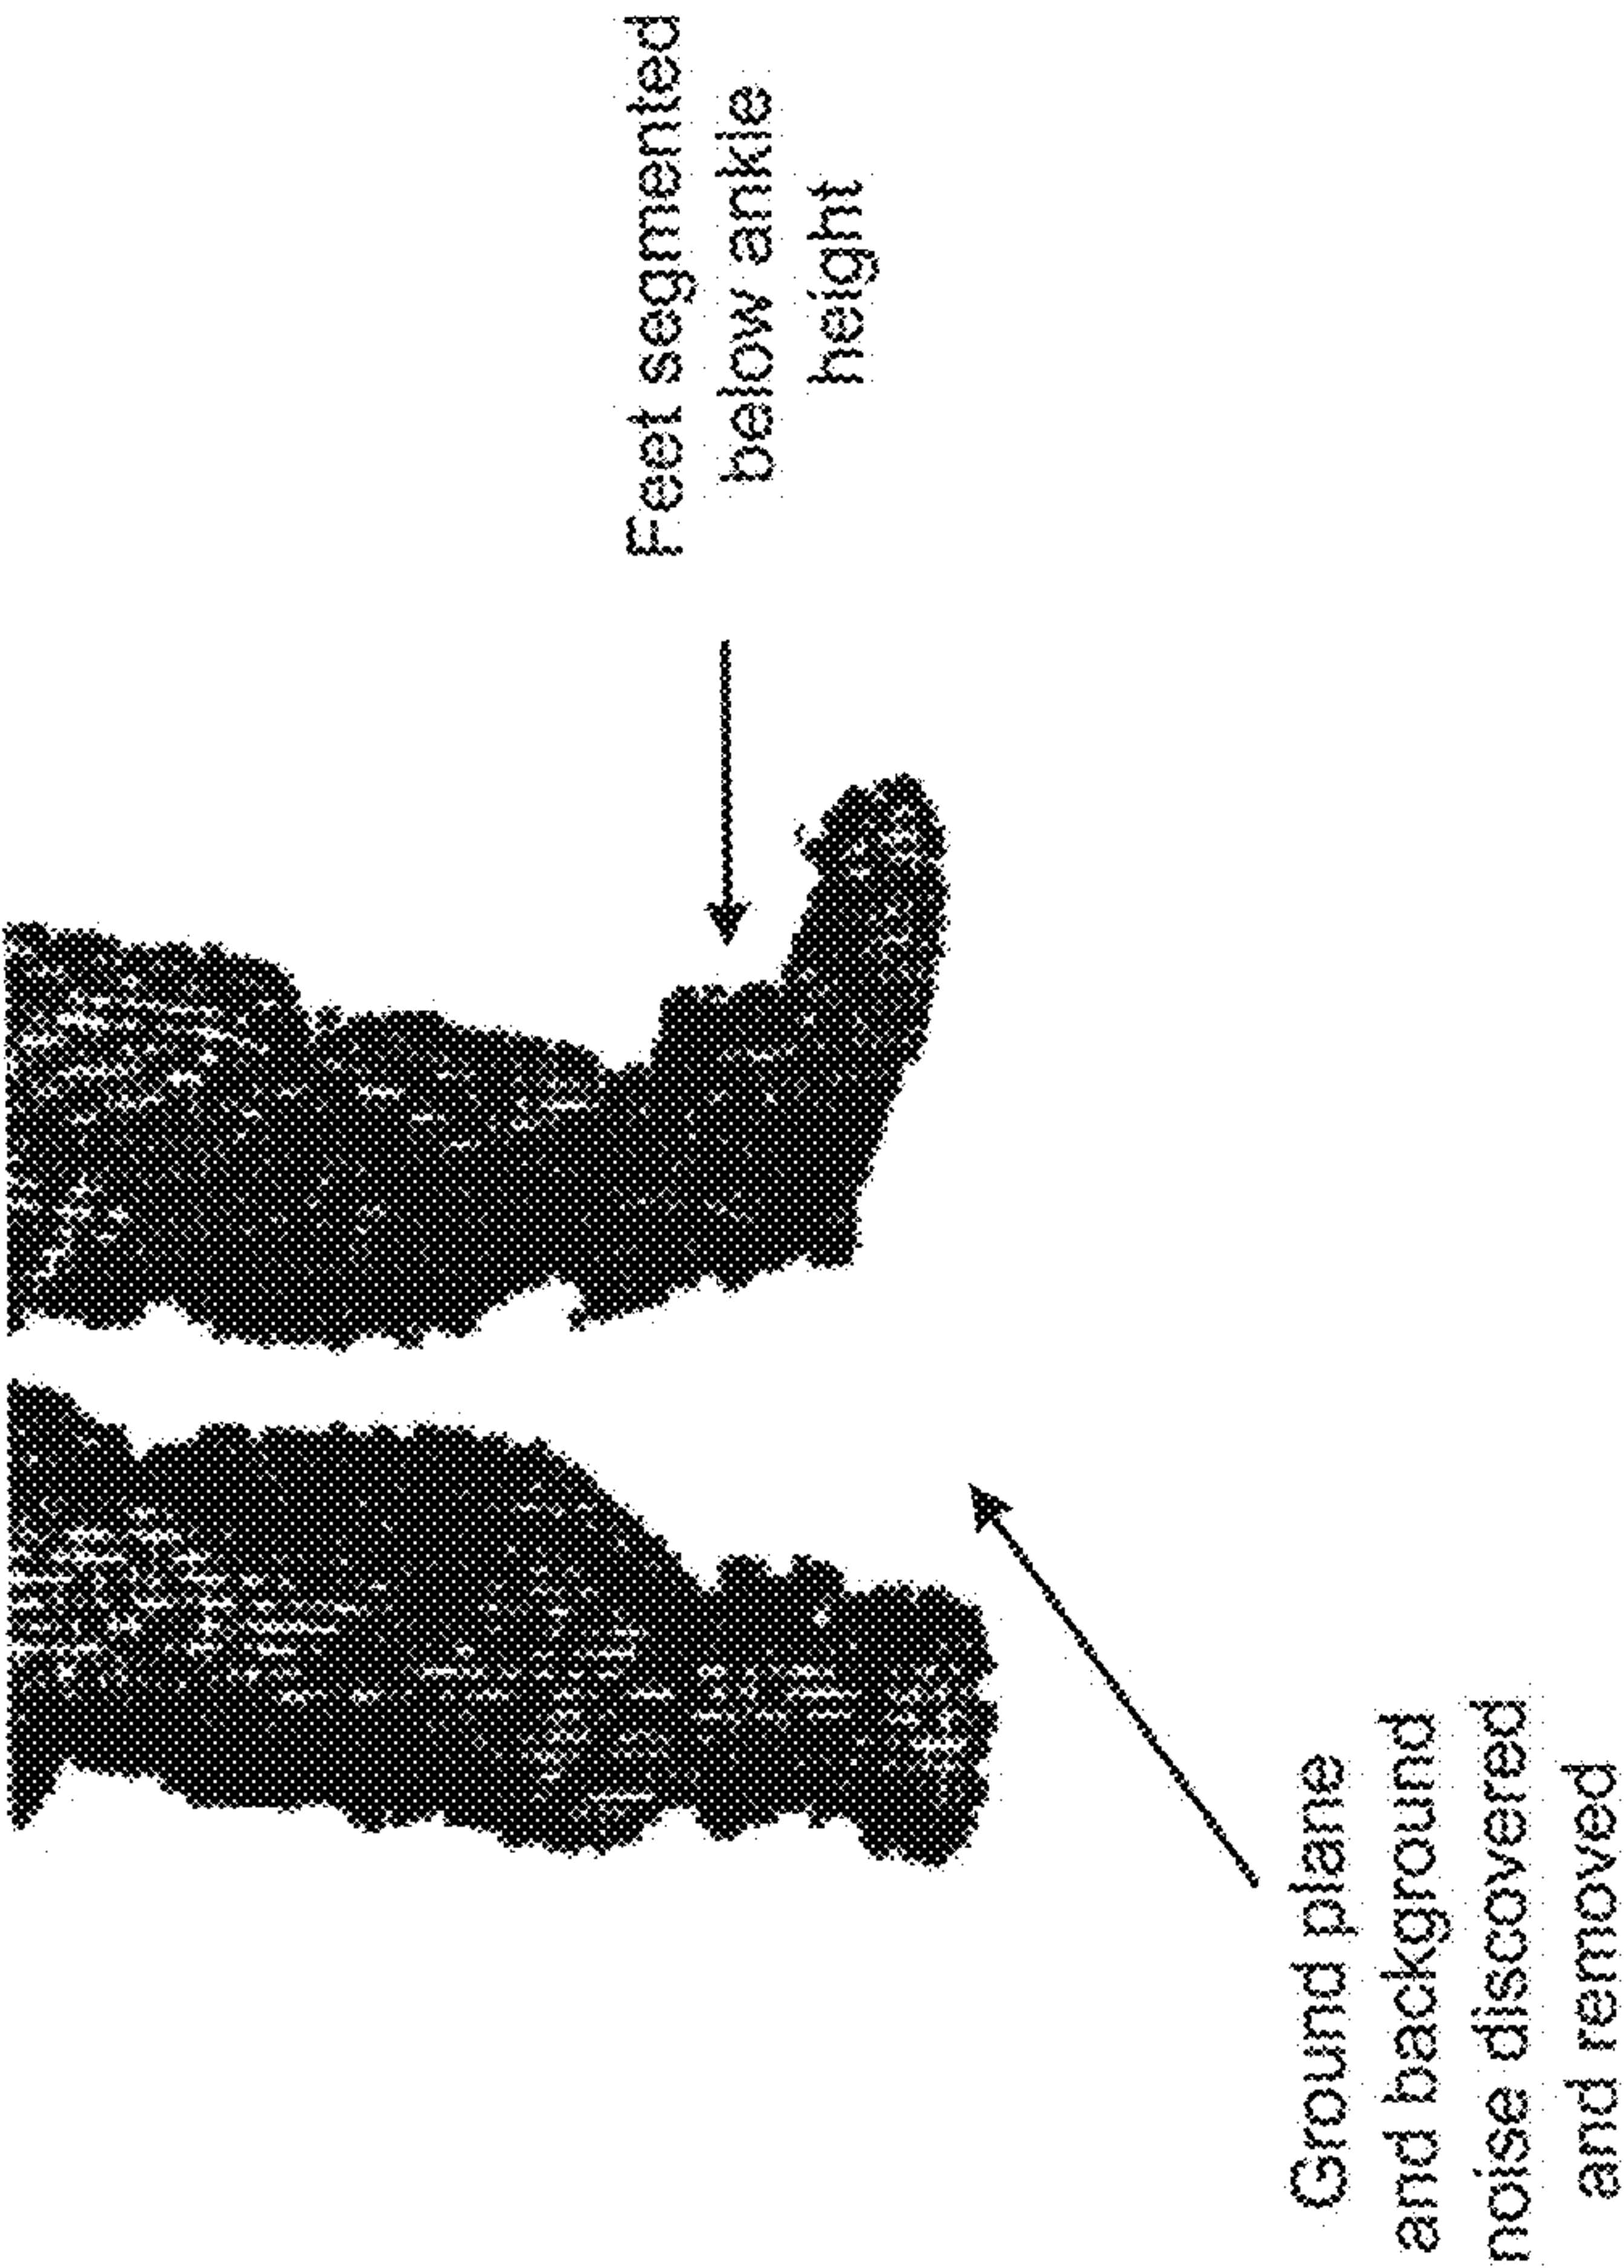 Feet segmented
below ankle
height
Ground plane
and background
noise discovered
and removed